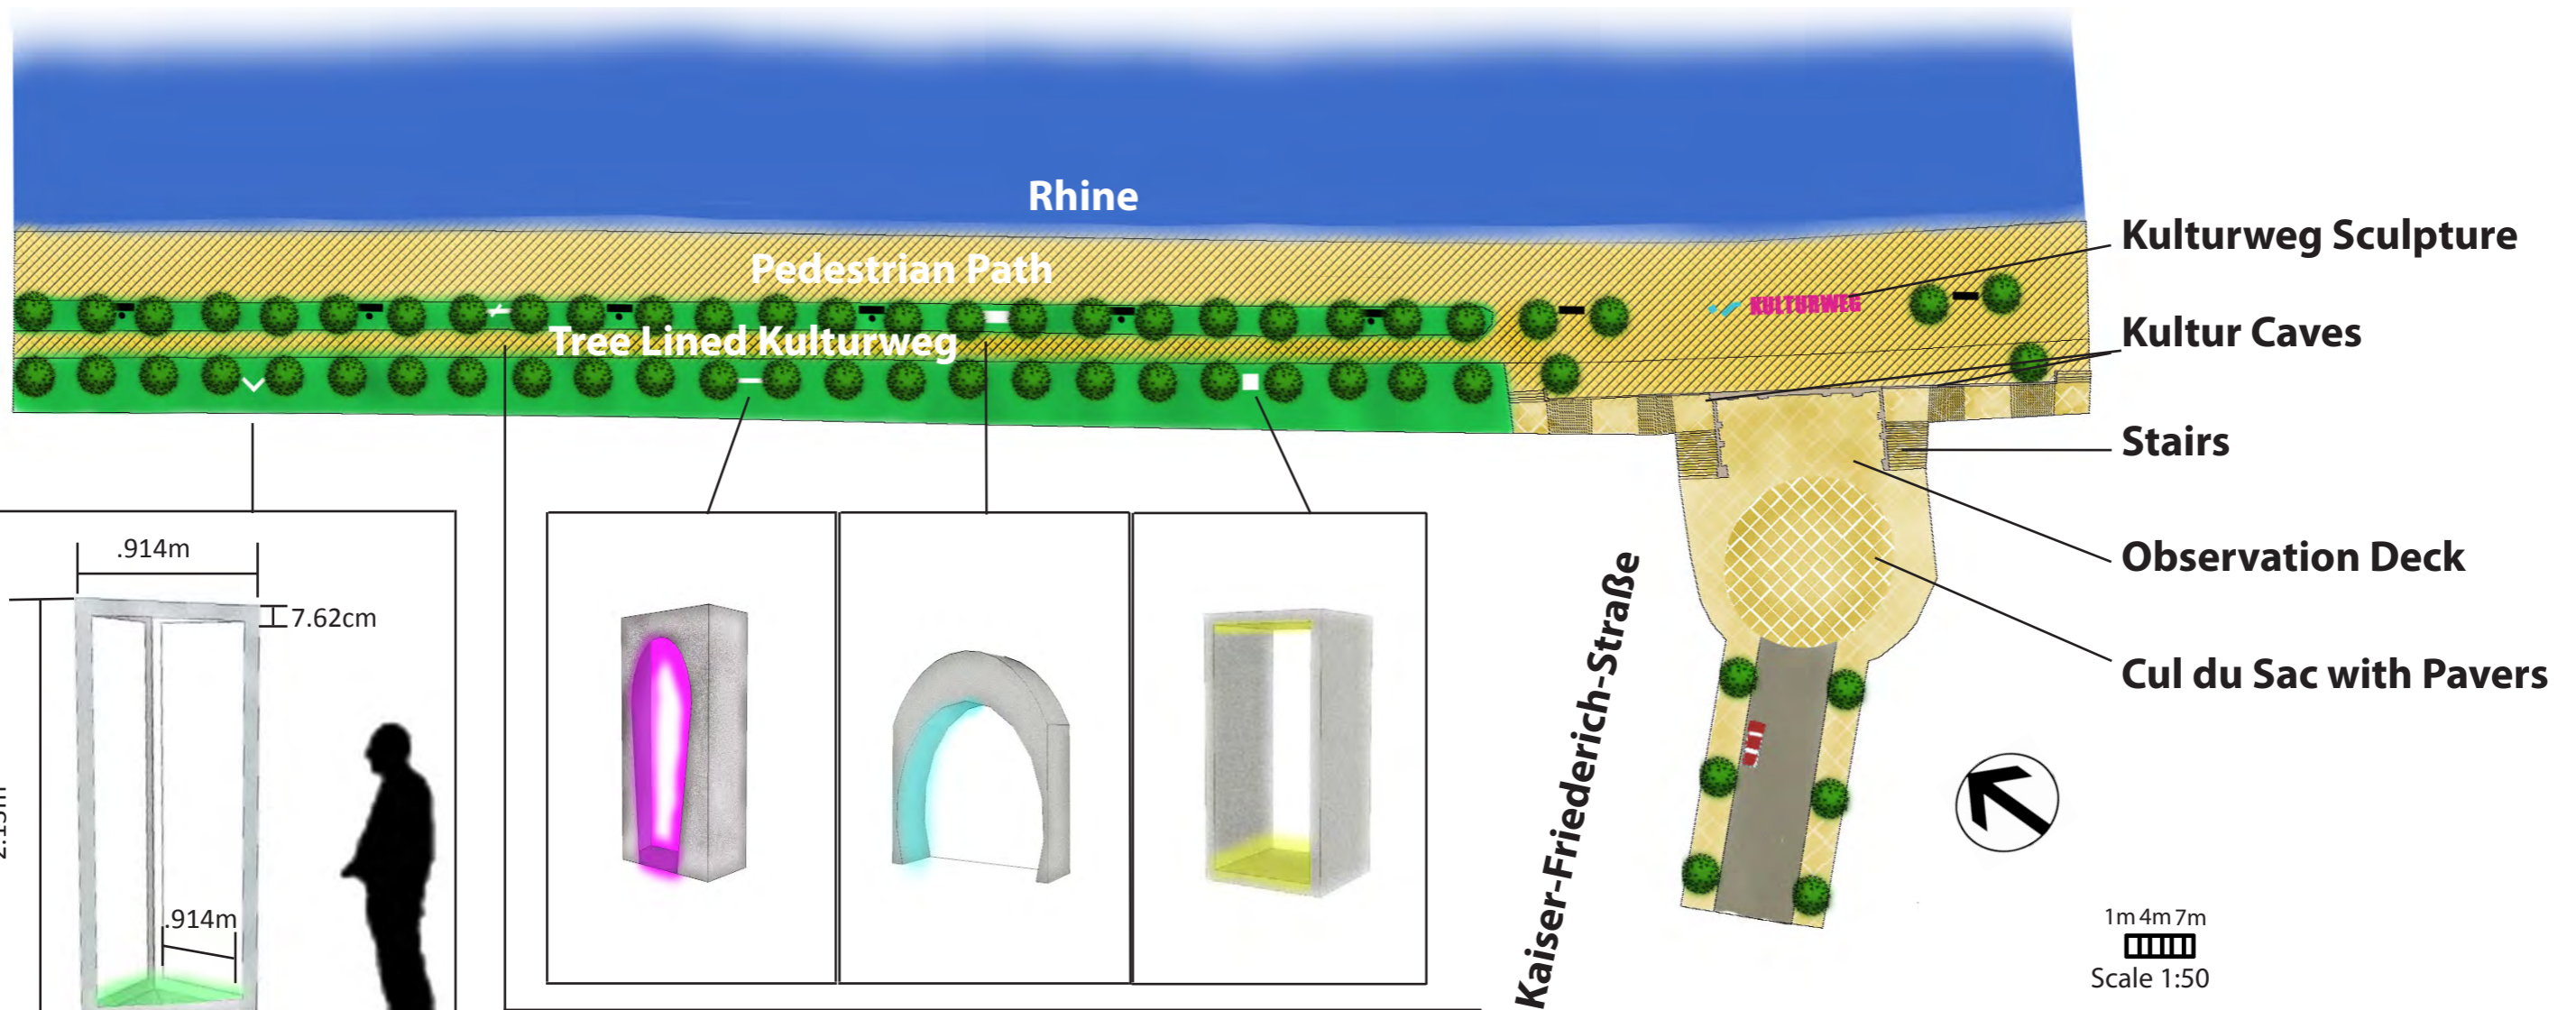 Rhine
Kulturweg Sculpture
Pedestrian Path
KULTURWEG
Kultur Caves
Tree Lined Kulturweg
Stairs
.914m
Observation Deck
7.62cm
Kaiser-Friederich-Straße
Cul du Sac with Pavers
.914m
1m 4m 7m
Scale 1:50